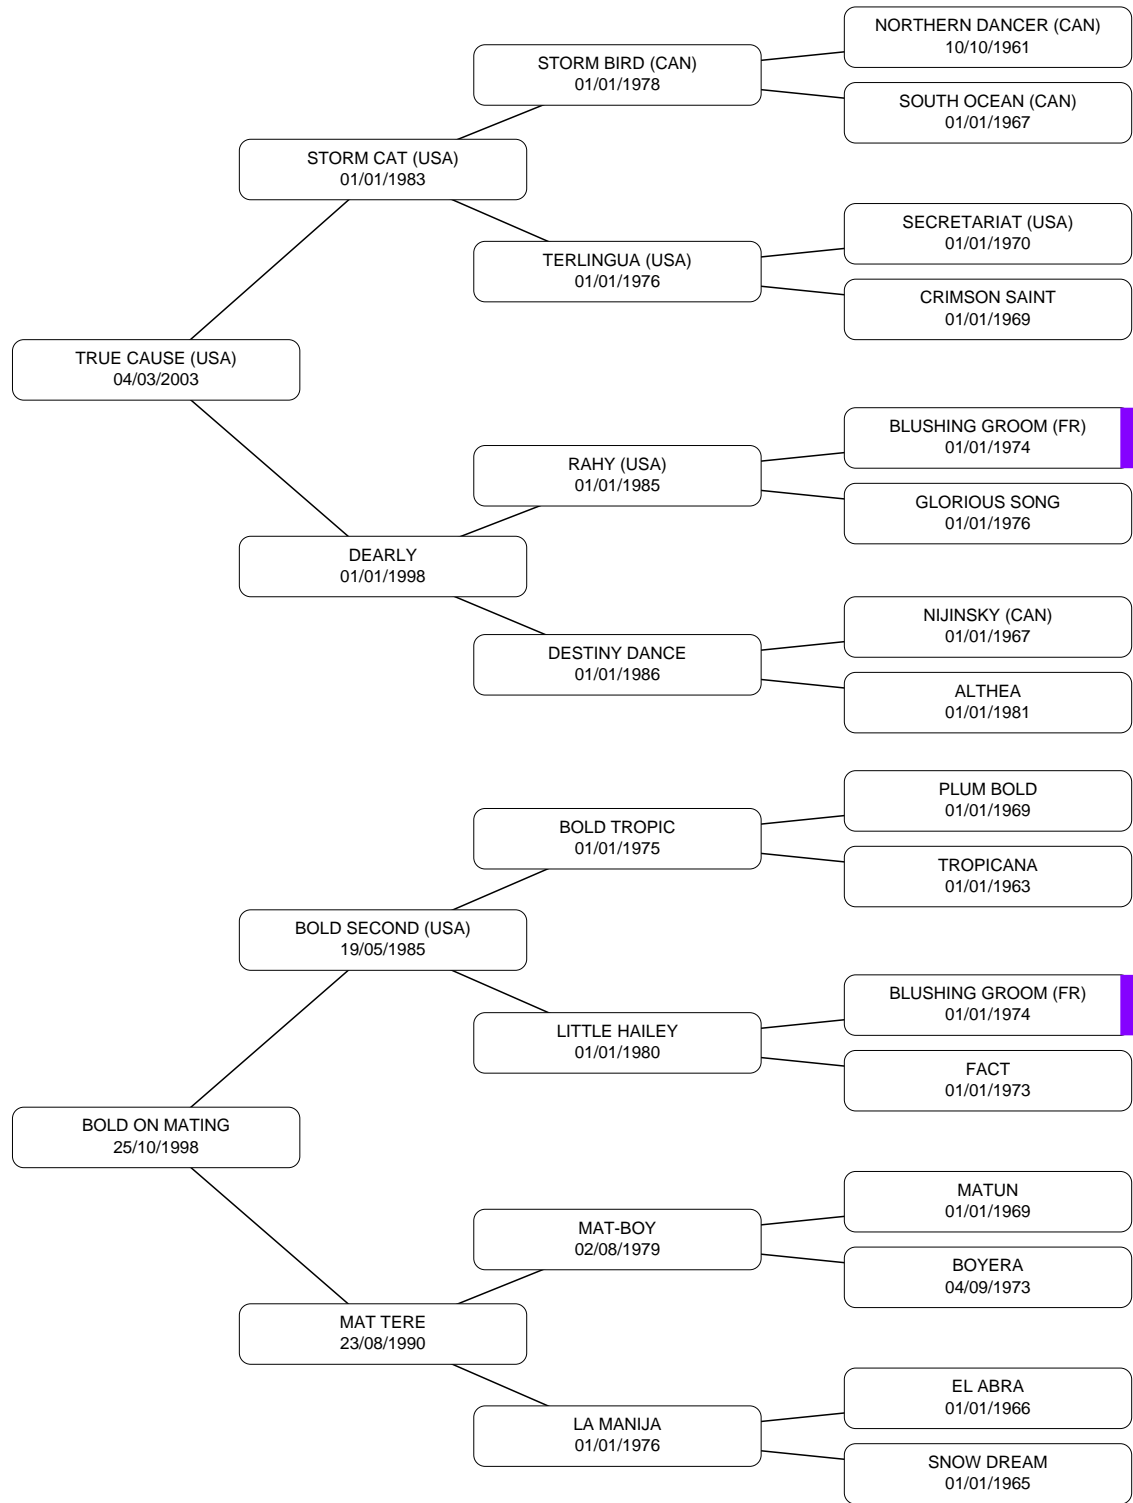 NORTHERN DANCER (CAN)
10/10/1961
STORM BIRD (CAN)
01/01/1978
SOUTH OCEAN (CAN)
01/01/1967
STORM CAT (USA)
01/01/1983
SECRETARIAT (USA)
01/01/1970
TERLINGUA (USA)
01/01/1976
CRIMSON SAINT
01/01/1969
TRUE CAUSE (USA)
04/03/2003
BLUSHING GROOM (FR)
01/01/1974
RAHY (USA)
01/01/1985
GLORIOUS SONG
01/01/1976
DEARLY
01/01/1998
NIJINSKY (CAN)
01/01/1967
DESTINY DANCE
01/01/1986
ALTHEA
01/01/1981
PLUM BOLD
01/01/1969
BOLD TROPIC
01/01/1975
TROPICANA
01/01/1963
BOLD SECOND (USA)
19/05/1985
BLUSHING GROOM (FR)
01/01/1974
LITTLE HAILEY
01/01/1980
FACT
01/01/1973
BOLD ON MATING
25/10/1998
MATUN
01/01/1969
MAT-BOY
02/08/1979
BOYERA
04/09/1973
MAT TERE
23/08/1990
EL ABRA
01/01/1966
LA MANIJA
01/01/1976
SNOW DREAM
01/01/1965